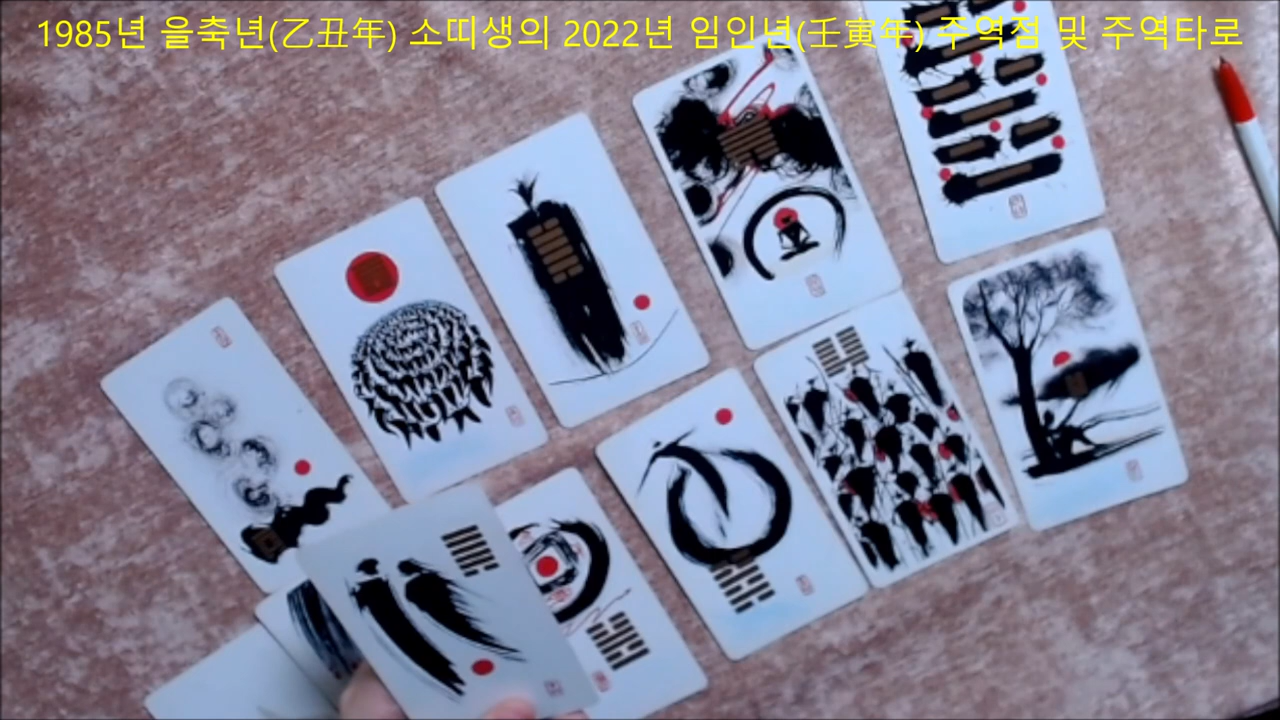 1985년 을축년(乙丑年) 소띠생의 2022년 임인년(壬寅年) 주역점 및 주역타로